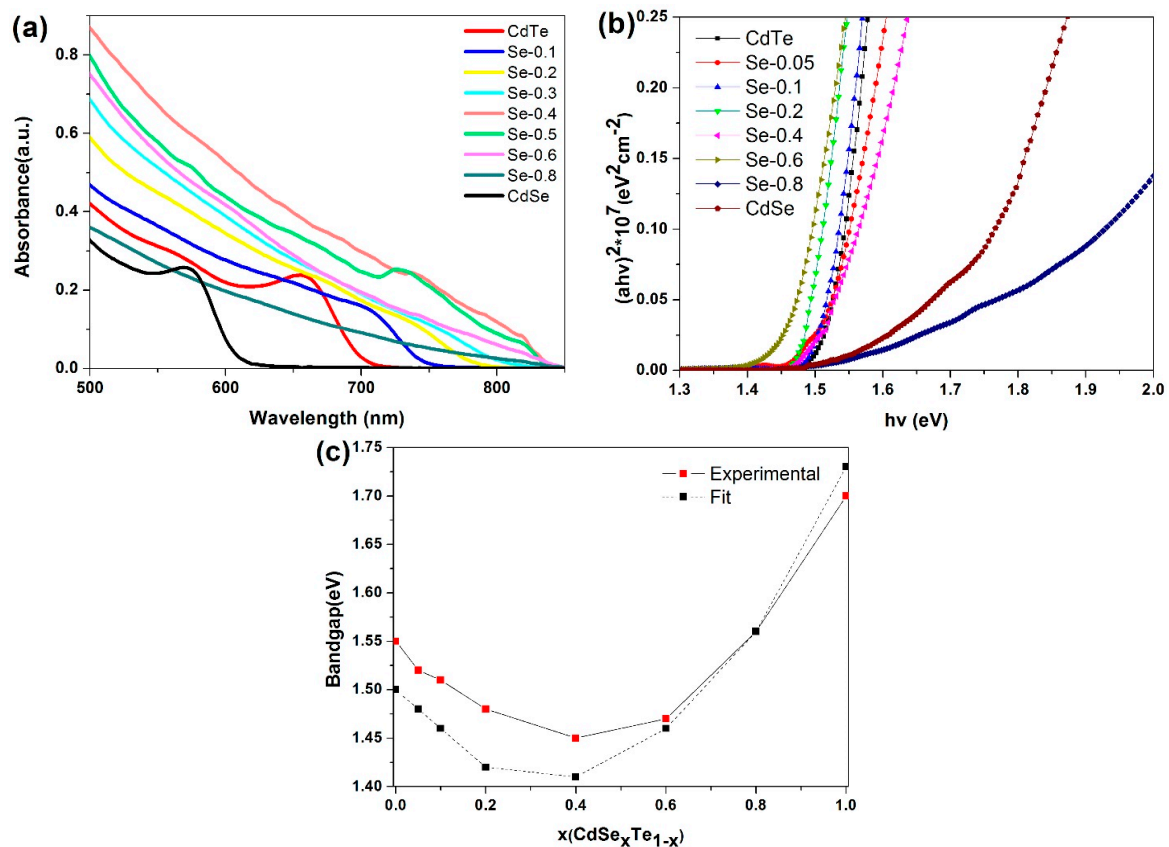 (a)
CdTe
Se-0.1
Se-0.2
Se-0.3
Se-0.4
Se-0.5
Se-0.6
Se-0.8
CdSe
0.8
0.6
0.4
0.2
0.0
Absorbance(a.u.)
500 600 700 800
Wavelength (nm)
(b)
CdTe
Se-0.05
Se-0.1
Se-0.2
Se-0.4
Se-0.6
Se-0.8
CdSe
0.25
0.20
0.15
0.10
0.05
0.00
(ahv)²*10⁷(eV²cm⁻²)
1.3 1.4 1.5 1.6 1.7 1.8 1.9 2.0
hv (eV)
(c)
Experimental
Fit
1.75
1.70
1.65
1.60
1.55
1.50
1.45
1.40
Bandgap(eV)
0.0 0.2 0.4 0.6 0.8 1.0
x(CdSeₓTe₁₋ₓ)